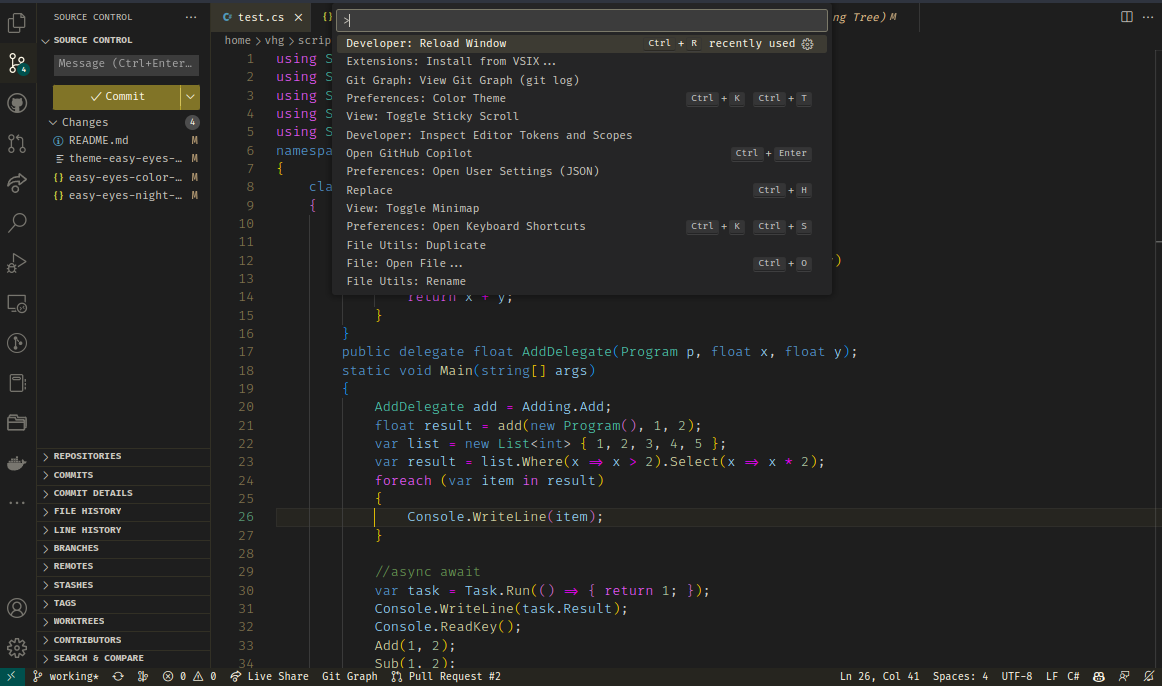 SOURCE CONTROL ···
SOURCE CONTROL
Message (Ctrl+Enter...
Commit
Changes 4
README.md M
theme-easy-eyes-... M
{} easy-eyes-color-... M
{} easy-eyes-night-... M
REPOSITORIES
COMMITS
COMMIT DETAILS
FILE HISTORY
LINE HISTORY
BRANCHES
REMOTES
STASHES
TAGS
WORKTREES
CONTRIBUTORS
SEARCH & COMPARE
4
test.cs × {} ng Tree) M
home > vhg > scrip
>
Developer: Reload Window Ctrl + R recently used
Extensions: Install from VSIX...
Git Graph: View Git Graph (git log)
Preferences: Color Theme Ctrl + K Ctrl + T
View: Toggle Sticky Scroll
Developer: Inspect Editor Tokens and Scopes
Open GitHub Copilot Ctrl + Enter
Preferences: Open User Settings (JSON)
Replace Ctrl + H
View: Toggle Minimap
Preferences: Open Keyboard Shortcuts Ctrl + K Ctrl + S
File Utils: Duplicate
File: Open File... Ctrl + O
File Utils: Rename
1 using S
2 using S
3 using S
4 using S
5 using S
6 namespa
7 {
8 cla
9 {
10
11
12 )
13
14 return x + y;
15 }
16 }
17 public delegate float AddDelegate(Program p, float x, float y);
18 static void Main(string[] args)
19 {
20 AddDelegate add = Adding.Add;
21 float result = add(new Program(), 1, 2);
22 var list = new List<int> { 1, 2, 3, 4, 5 };
23 var result = list.Where(x => x > 2).Select(x => x * 2);
24 foreach (var item in result)
25 {
26 Console.WriteLine(item);
27 }
28
29 //async await
30 var task = Task.Run(() => { return 1; });
31 Console.WriteLine(task.Result);
32 Console.ReadKey();
33 Add(1, 2);
34 Sub(1, 2);
working* 0 0 Live Share Git Graph Pull Request #2 Ln 26, Col 41 Spaces: 4 UTF-8 LF C#